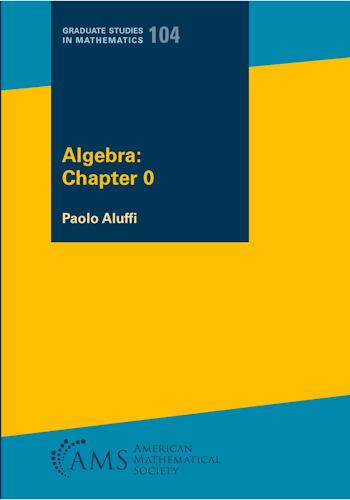 GRADUATE STUDIES
IN MATHEMATICS 104
Algebra:
Chapter 0
Paolo Aluffi
AMS
AMERICAN
MATHEMATICAL
SOCIETY